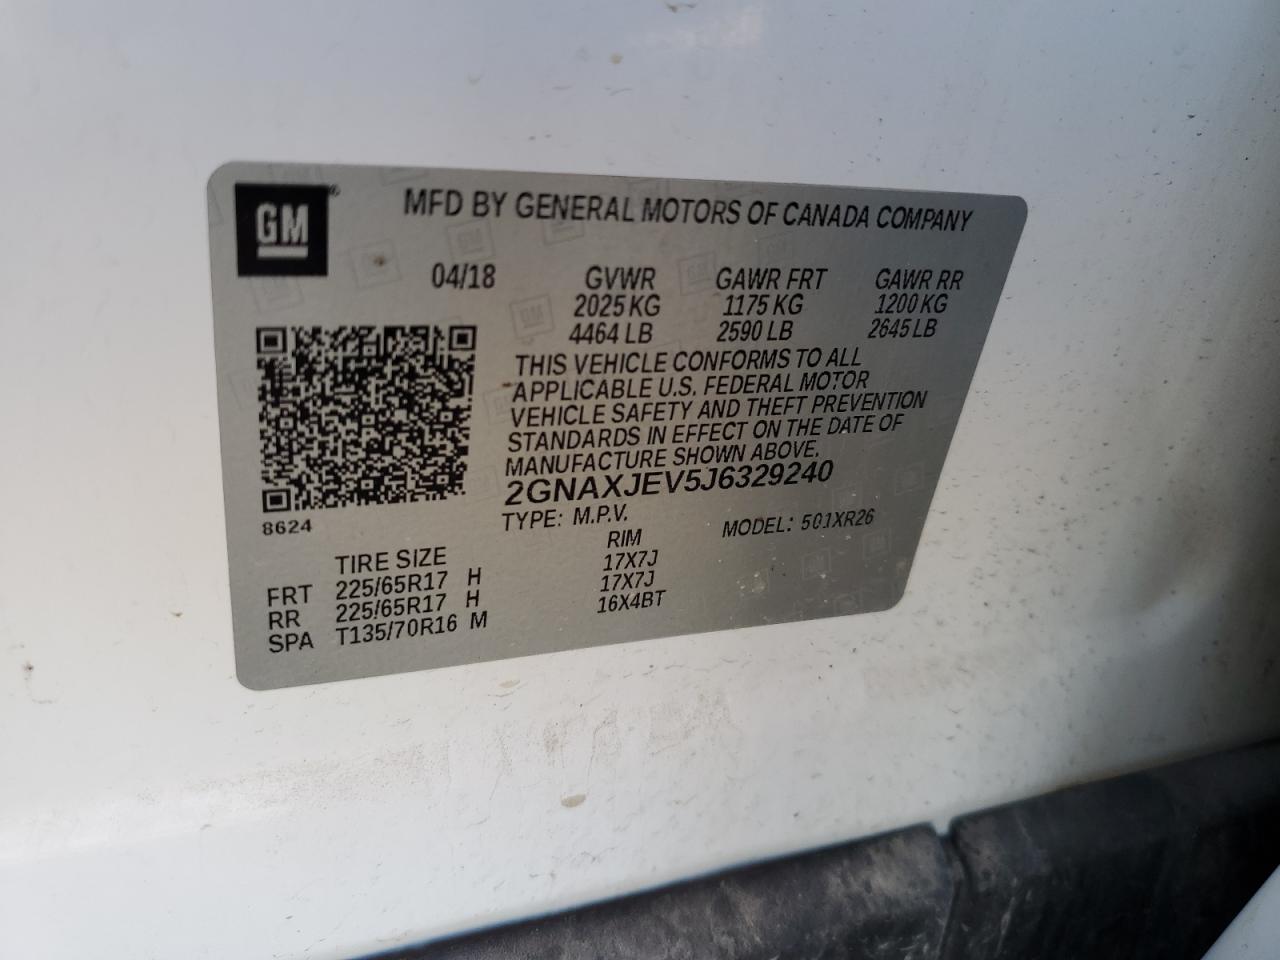 GM®
MFD BY GENERAL MOTORS OF CANADA COMPANY
04/18 GVWR GAWR FRT GAWR RR
2025 KG 1175 KG 1200 KG
4464 LB 2590 LB 2645 LB
THIS VEHICLE CONFORMS TO ALL
APPLICABLE U.S. FEDERAL MOTOR
VEHICLE SAFETY AND THEFT PREVENTION
STANDARDS IN EFFECT ON THE DATE OF
MANUFACTURE SHOWN ABOVE.
2GNAXJEV5J6329240
8624
TYPE: M.P.V. MODEL: 501XR26
TIRE SIZE RIM
FRT 225/65R17 H 17X7J
RR 225/65R17 H 17X7J
SPA T135/70R16 M 16X4BT